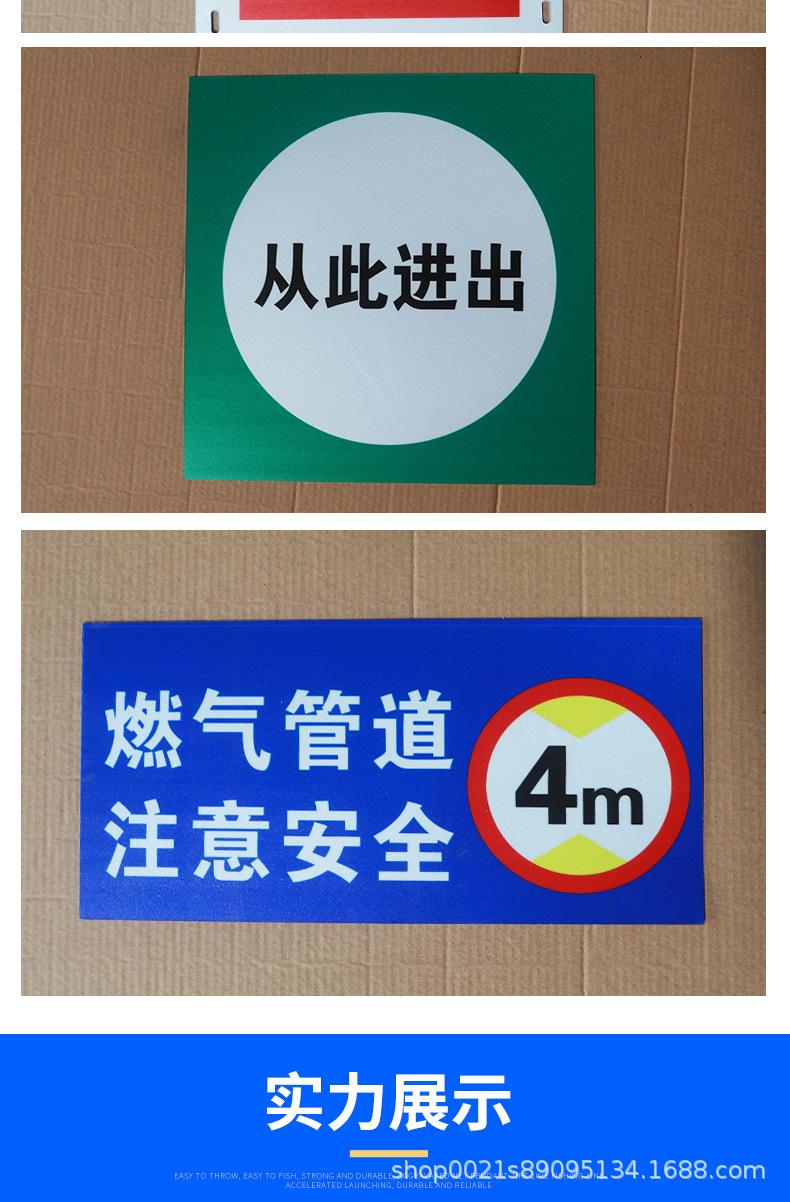 从此进出
燃气管道
注意安全
4m
实力展示
shop0021s89095134.1688.com
EASY TO THROW, EASY TO FISH, STRONG AND DURABLE
ACCELERATED LAUNCHING, DURABLE AND RELIABLE